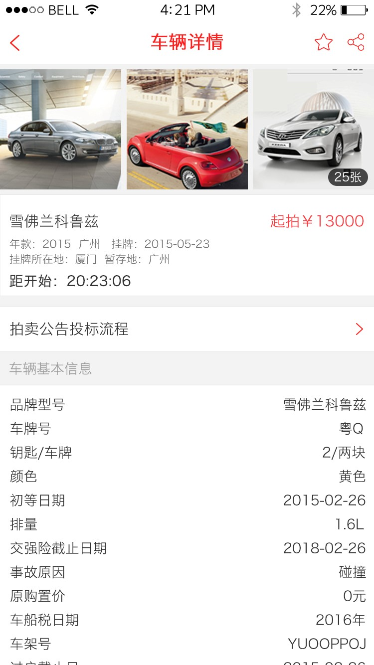 BELL 4:21 PM 22%
车辆详情
25张
雪佛兰科鲁兹 起拍￥13000
年款：2015 广州 挂牌：2015-05-23
挂牌所在地：厦门 暂存地：广州
距开始：20:23:06
拍卖公告投标流程
车辆基本信息
品牌型号 雪佛兰科鲁兹
车牌号 粤Q
钥匙/车牌 2/两块
颜色 黄色
初等日期 2015-02-26
排量 1.6L
交强险截止日期 2018-02-26
事故原因 碰撞
原购置价 0元
车船税日期 2016年
车架号 YUOOPPOJ